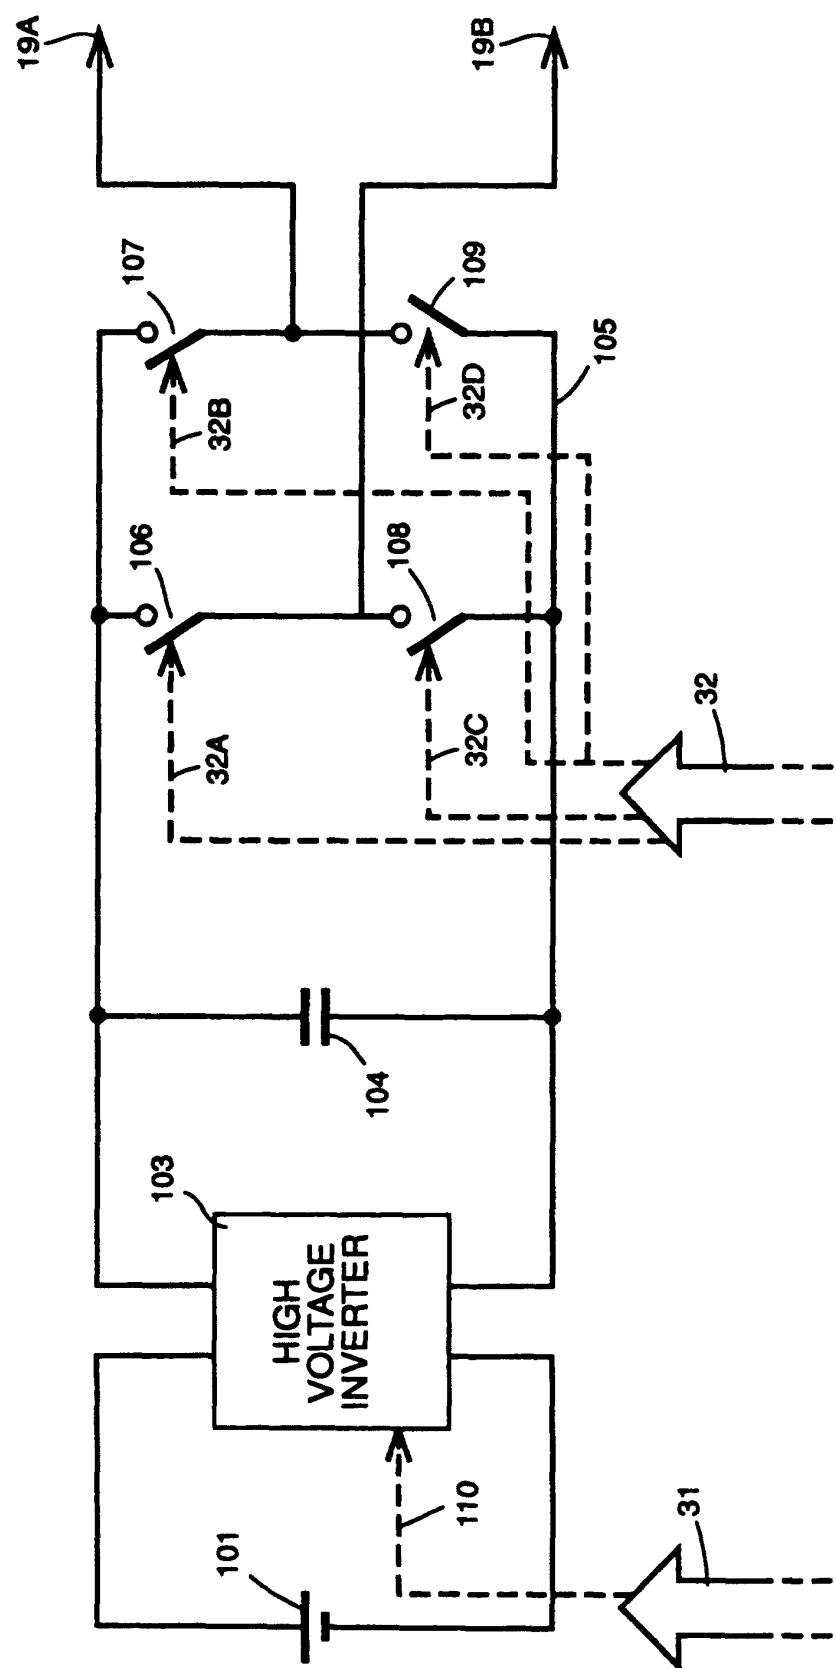 19A
19B
107
109
105
32B
32D
106
108
32A
32C
32
104
103
HIGH
VOLTAGE
INVERTER
110
101
31